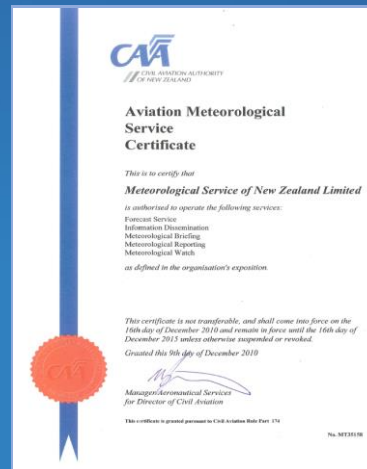 CAA
CIVIL AVIATION AUTHORITY
OF NEW ZEALAND
Aviation Meteorological
Service
Certificate
This is to certify that
Meteorological Service of New Zealand Limited
is authorised to operate the following services:
Forecast Service
Information Dissemination
Meteorological Briefing
Meteorological Reporting
Meteorological Watch
as defined in the organisation's exposition.
This certificate is not transferable, and shall come into force on the
16th day of December 2010 and remain in force until the 16th day of
December 2015 unless otherwise suspended or revoked.
Granted this 9th day of December 2010
Manager Aeronautical Services
for Director of Civil Aviation
This certificate is granted pursuant to Civil Aviation Rule Part 174
CAA